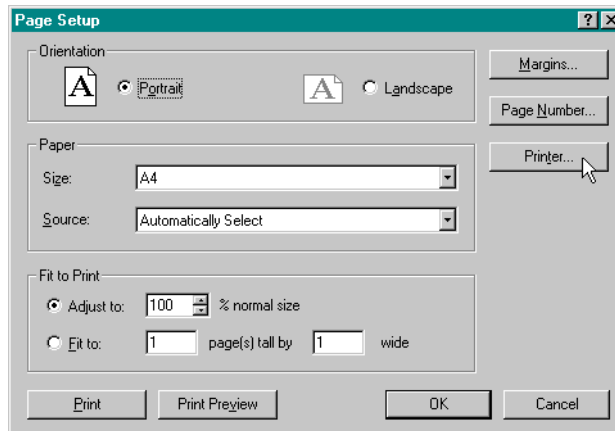 Page Setup
Orientation
A Portrait A Landscape
Margins...
Page Number...
Printer...
Paper
Size: A4
Source: Automatically Select
Fit to Print
Adjust to: 100 % normal size
Fit to: 1 page(s) tall by 1 wide
Print Print Preview OK Cancel